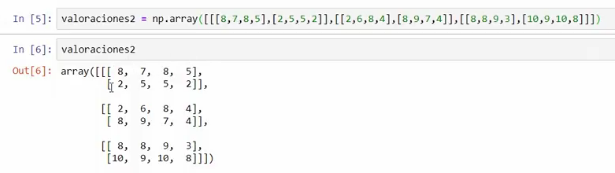 In [5]: valoraciones2 = np.array([[[8,7,8,5],[2,5,5,2]],[[2,6,8,4],[8,9,7,4]],[[8,8,9,3],[10,9,10,8]]])
In [6]: valoraciones2
Out[6]: array([[[ 8, 7, 8, 5],
[ 2, 5, 5, 2]],
[[ 2, 6, 8, 4],
[ 8, 9, 7, 4]],
[[ 8, 8, 9, 3],
[10, 9, 10, 8]]])